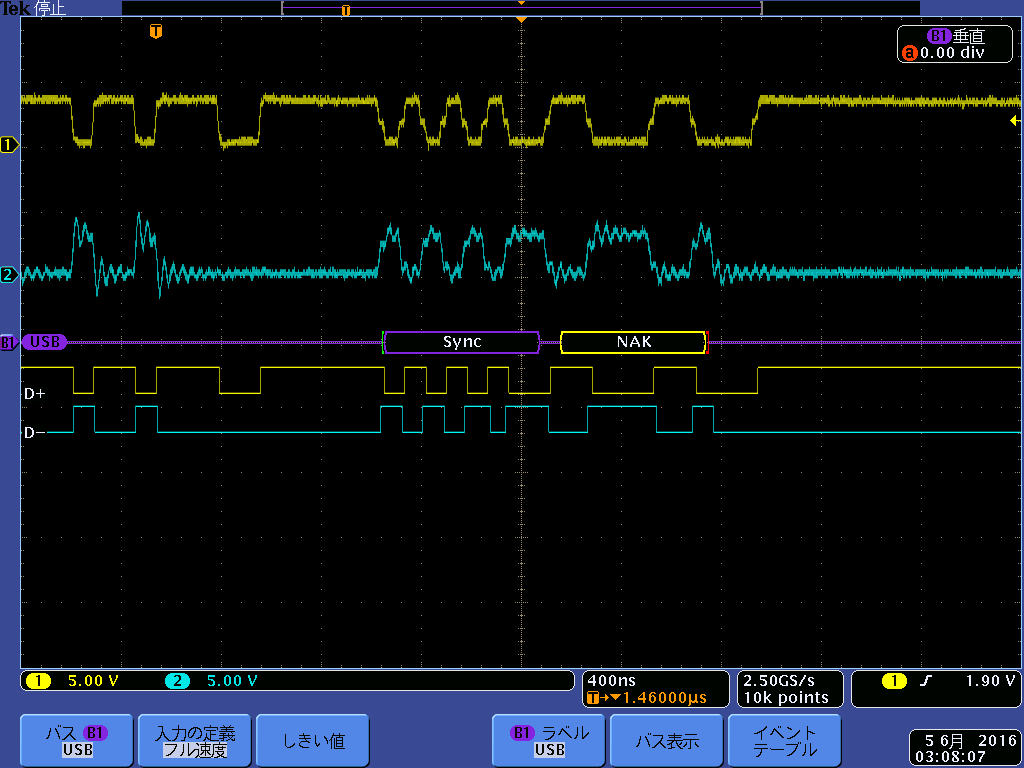 Tek 停止
T
T
B1 垂直
a 0.00 div
1
2
B1 USB
Sync
NAK
D+
D−
1 5.00 V
2 5.00 V
400ns
T→▼1.46000µs
2.50GS/s
10k points
1 1.90 V
バス B1
USB
入力の定義
フル速度
しきい値
B1 ラベル
USB
バス表示
イベント
テーブル
5 6月 2016
03:08:07